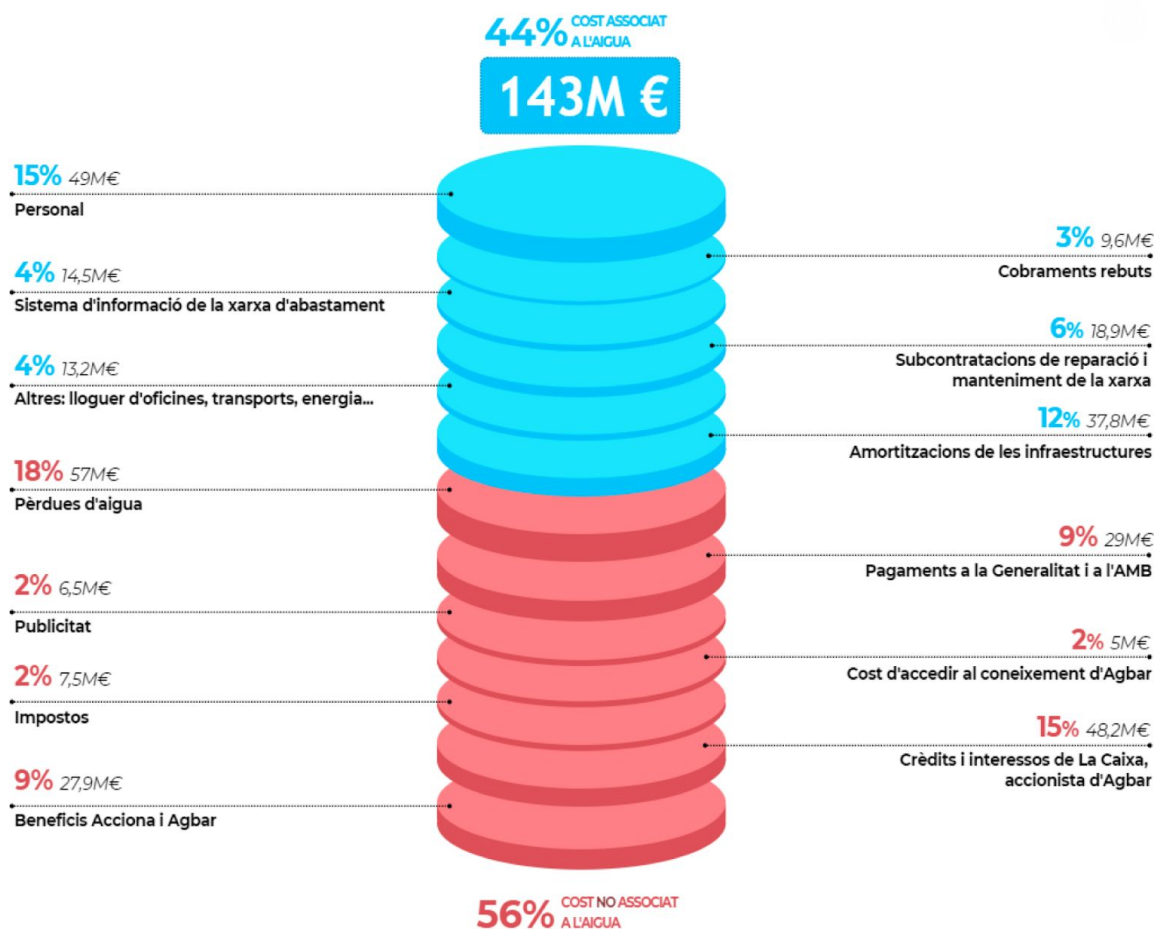 44% COST ASSOCIAT
A L'AIGUA
143M €
15% 49M€
Personal
3% 9,6M€
Cobraments rebuts
4% 14,5M€
Sistema d'informació de la xarxa d'abastament
6% 18,9M€
Subcontratacions de reparació i
manteniment de la xarxa
4% 13,2M€
Altres: lloguer d'oficines, transports, energia...
12% 37,8M€
Amortitzacions de les infraestructures
18% 57M€
Pèrdues d'aigua
9% 29M€
Pagaments a la Generalitat i a l'AMB
2% 6,5M€
Publicitat
2% 5M€
Cost d'accedir al coneixement d'Agbar
2% 7,5M€
Impostos
15% 48,2M€
Crèdits i interessos de La Caixa,
accionista d'Agbar
9% 27,9M€
Beneficis Acciona i Agbar
56% COST NO ASSOCIAT
A L'AIGUA